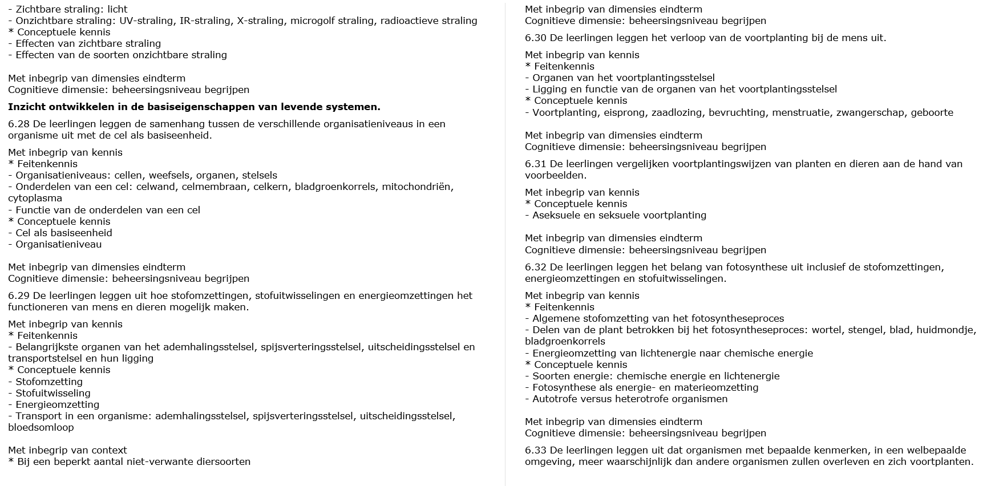 - Zichtbare straling: licht
- Onzichtbare straling: UV-straling, IR-straling, X-straling, microgolf straling, radioactieve straling
* Conceptuele kennis
- Effecten van zichtbare straling
- Effecten van de soorten onzichtbare straling
Met inbegrip van dimensies eindterm
Cognitieve dimensie: beheersingsniveau begrijpen
Inzicht ontwikkelen in de basiseigenschappen van levende systemen.
6.28 De leerlingen leggen de samenhang tussen de verschillende organisatieniveaus in een
organisme uit met de cel als basiseenheid.
Met inbegrip van kennis
* Feitenkennis
- Organisatieniveaus: cellen, weefsels, organen, stelsels
- Onderdelen van een cel: celwand, celmembraan, celkern, bladgroenkorrels, mitochondriën,
cytoplasma
- Functie van de onderdelen van een cel
* Conceptuele kennis
- Cel als basiseenheid
- Organisatieniveau
Met inbegrip van dimensies eindterm
Cognitieve dimensie: beheersingsniveau begrijpen
6.29 De leerlingen leggen uit hoe stofomzettingen, stofuitwisselingen en energieomzettingen het
functioneren van mens en dieren mogelijk maken.
Met inbegrip van kennis
* Feitenkennis
- Belangrijkste organen van het ademhalingsstelsel, spijsverteringsstelsel, uitscheidingsstelsel en
transportstelsel en hun ligging
* Conceptuele kennis
- Stofomzetting
- Stofuitwisseling
- Energieomzetting
- Transport in een organisme: ademhalingsstelsel, spijsverteringsstelsel, uitscheidingsstelsel,
bloedsomloop
Met inbegrip van context
* Bij een beperkt aantal niet-verwante diersoorten
Met inbegrip van dimensies eindterm
Cognitieve dimensie: beheersingsniveau begrijpen
6.30 De leerlingen leggen het verloop van de voortplanting bij de mens uit.
Met inbegrip van kennis
* Feitenkennis
- Organen van het voortplantingsstelsel
- Ligging en functie van de organen van het voortplantingsstelsel
* Conceptuele kennis
- Voortplanting, eisprong, zaadlozing, bevruchting, menstruatie, zwangerschap, geboorte
Met inbegrip van dimensies eindterm
Cognitieve dimensie: beheersingsniveau begrijpen
6.31 De leerlingen vergelijken voortplantingswijzen van planten en dieren aan de hand van
voorbeelden.
Met inbegrip van kennis
* Conceptuele kennis
- Aseksuele en seksuele voortplanting
Met inbegrip van dimensies eindterm
Cognitieve dimensie: beheersingsniveau begrijpen
6.32 De leerlingen leggen het belang van fotosynthese uit inclusief de stofomzettingen,
energieomzettingen en stofuitwisselingen.
Met inbegrip van kennis
* Feitenkennis
- Algemene stofomzetting van het fotosyntheseproces
- Delen van de plant betrokken bij het fotosyntheseproces: wortel, stengel, blad, huidmondje,
bladgroenkorrels
- Energieomzetting van lichtenergie naar chemische energie
* Conceptuele kennis
- Soorten energie: chemische energie en lichtenergie
- Fotosynthese als energie- en materieomzetting
- Autotrofe versus heterotrofe organismen
Met inbegrip van dimensies eindterm
Cognitieve dimensie: beheersingsniveau begrijpen
6.33 De leerlingen leggen uit dat organismen met bepaalde kenmerken, in een welbepaalde
omgeving, meer waarschijnlijk dan andere organismen zullen overleven en zich voortplanten.